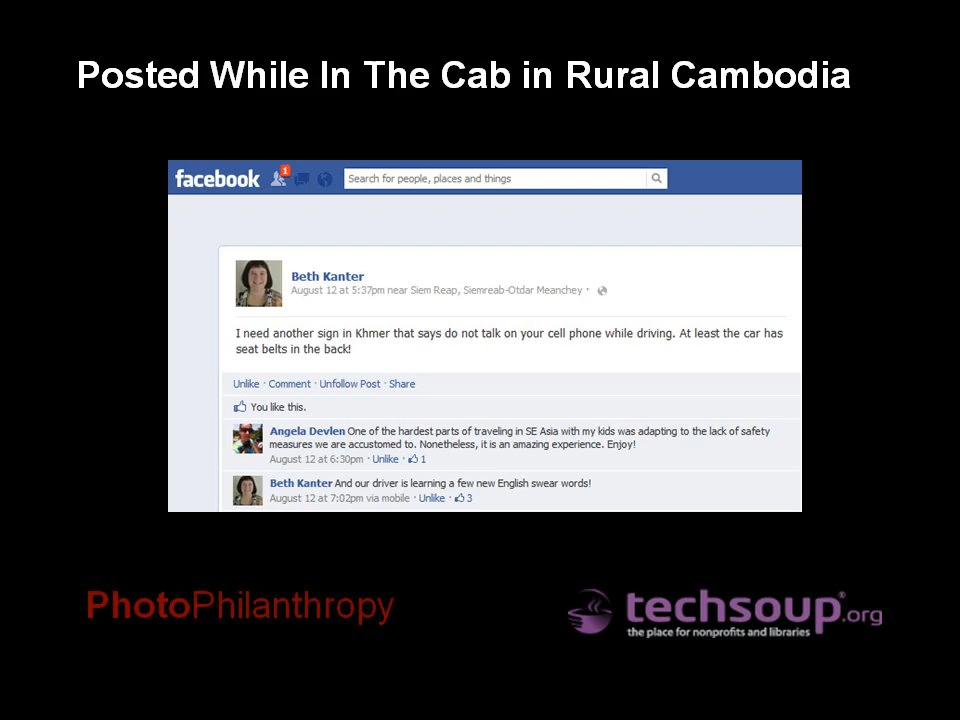 Posted While In The Cab in Rural Cambodia
facebook 1 Search for people, places and things
Beth Kanter
August 12 at 5:37pm near Siem Reap, Siemreab-Otdar Meanchey ·
I need another sign in Khmer that says do not talk on your cell phone while driving. At least the car has
seat belts in the back!
Unlike · Comment · Unfollow Post · Share
You like this.
Angela Devlen One of the hardest parts of traveling in SE Asia with my kids was adapting to the lack of safety
measures we are accustomed to. Nonetheless, it is an amazing experience. Enjoy!
August 12 at 6:30pm · Unlike · 1
Beth Kanter And our driver is learning a few new English swear words!
August 12 at 7:02pm via mobile · Unlike · 3
PhotoPhilanthropy
techsoup®.org
the place for nonprofits and libraries